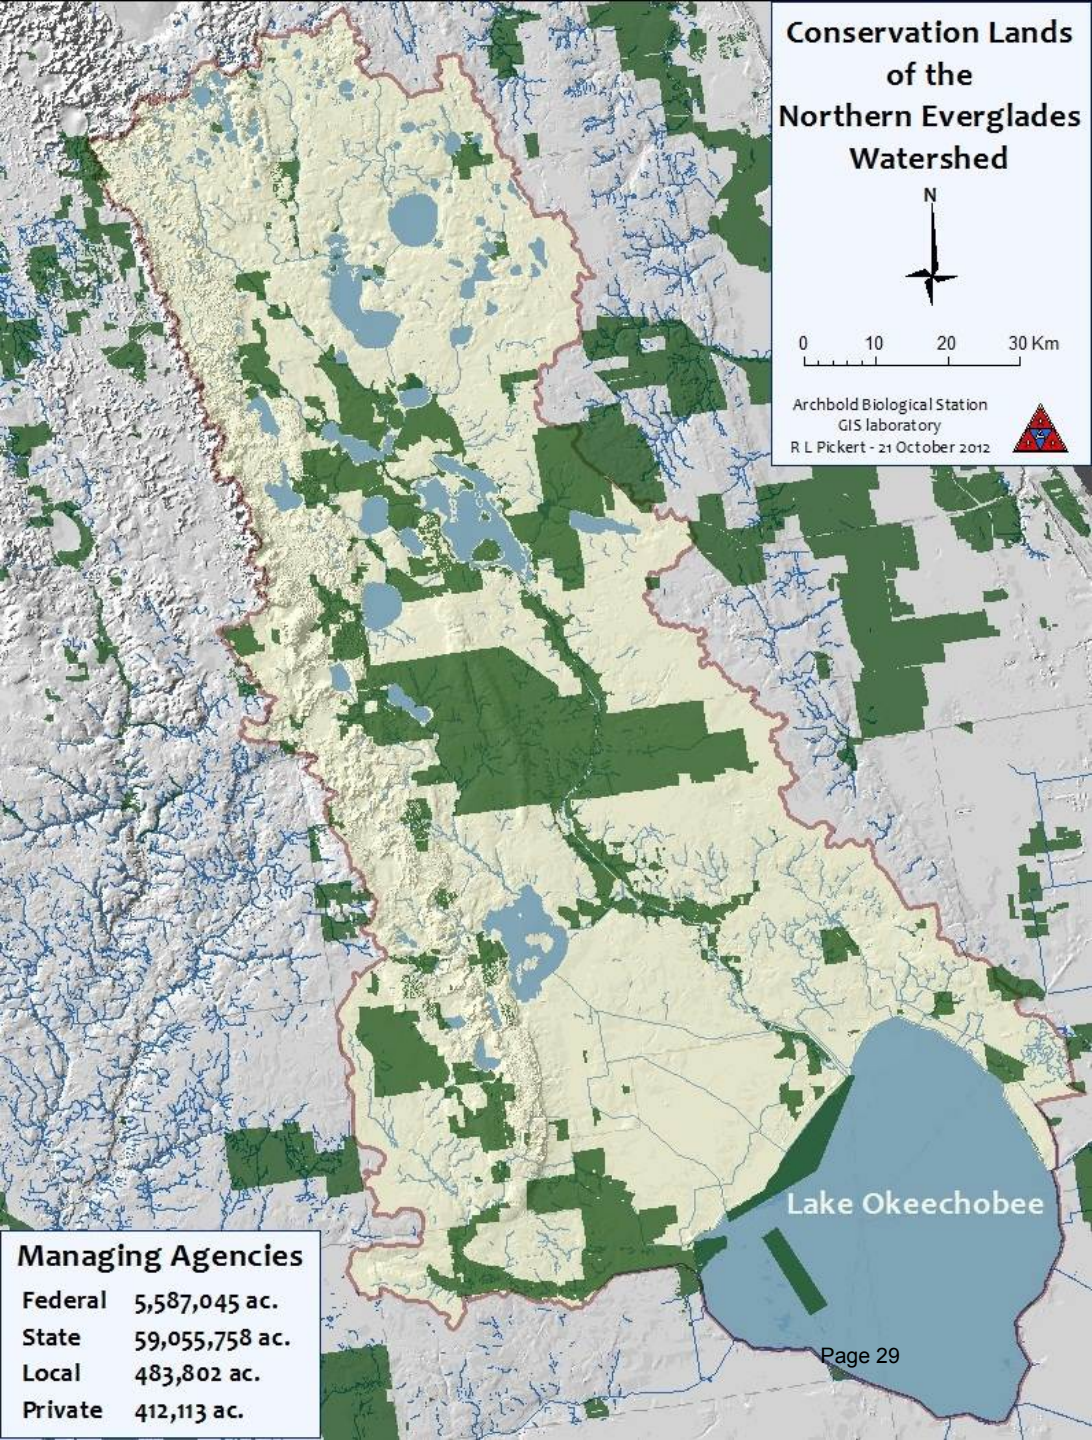 Conservation Lands
of the
Northern Everglades
Watershed
N
0 10 20 30 Km
Archbold Biological Station
GIS laboratory
R L Pickert - 21 October 2012
Lake Okeechobee
Managing Agencies
Federal 5,587,045 ac.
State 59,055,758 ac.
Local 483,802 ac.
Private 412,113 ac.
Page 29